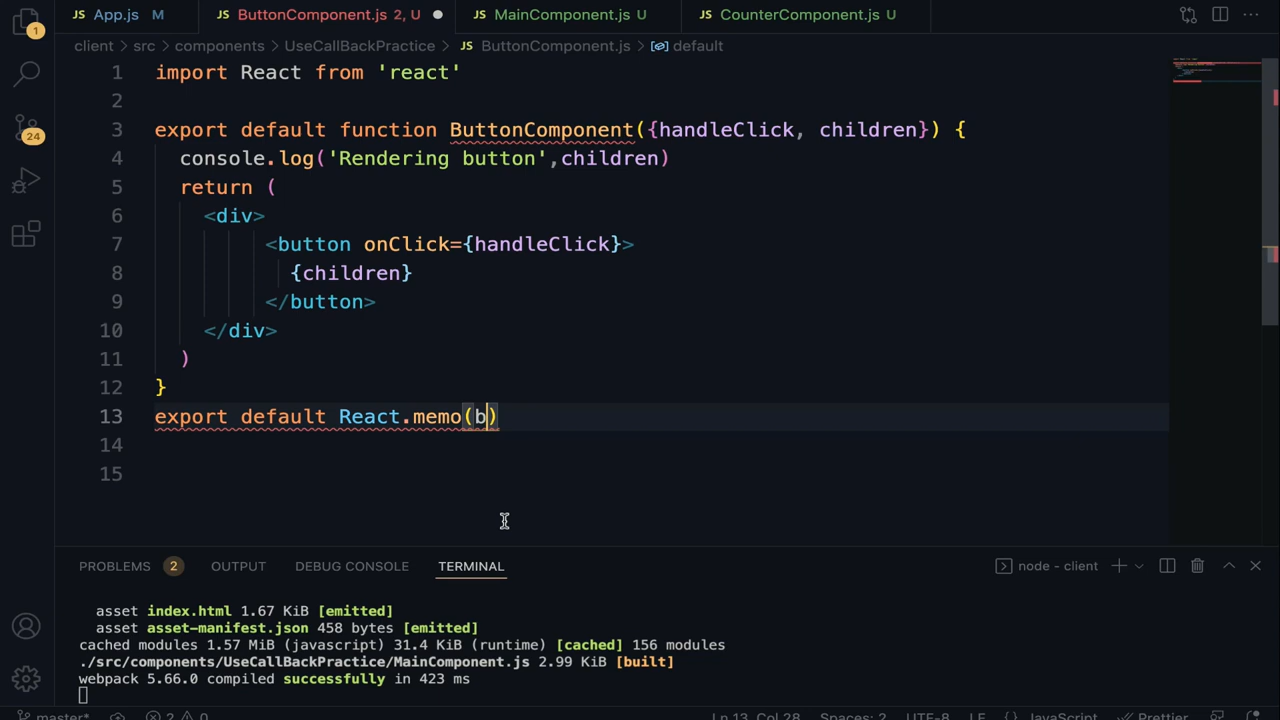 App.js M ButtonComponent.js 2, U MainComponent.js U CounterComponent.js U
client > src > components > UseCallBackPractice > JS ButtonComponent.js > default
1 import React from 'react'
2
3 export default function ButtonComponent({handleClick, children}) {
4 console.log('Rendering button',children)
5 return (
6 <div>
7 <button onClick={handleClick}>
8 {children}
9 </button>
10 </div>
11 )
12 }
13 export default React.memo(b)
14
15
PROBLEMS 2 OUTPUT DEBUG CONSOLE TERMINAL node - client
asset index.html 1.67 KiB [emitted]
asset asset-manifest.json 458 bytes [emitted]
cached modules 1.57 MiB (javascript) 31.4 KiB (runtime) [cached] 156 modules
./src/components/UseCallBackPractice/MainComponent.js 2.99 KiB [built]
webpack 5.66.0 compiled successfully in 423 ms
master* 2 0 Ln 13, Col 28 Spaces: 2 UTF-8 LF {} JavaScript Prettier
1
24